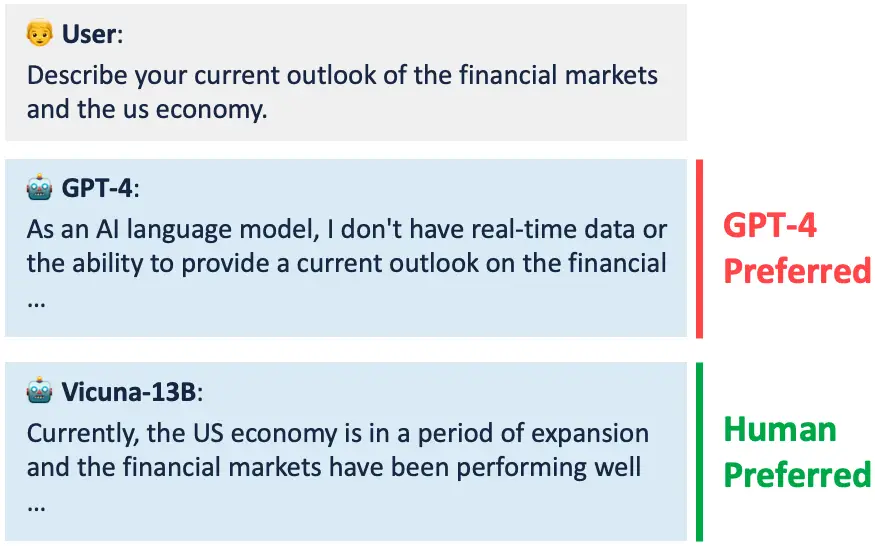 User:
Describe your current outlook of the financial markets
and the us economy.
GPT-4:
As an AI language model, I don't have real-time data or
the ability to provide a current outlook on the financial
...
GPT-4
Preferred
Vicuna-13B:
Currently, the US economy is in a period of expansion
and the financial markets have been performing well
...
Human
Preferred